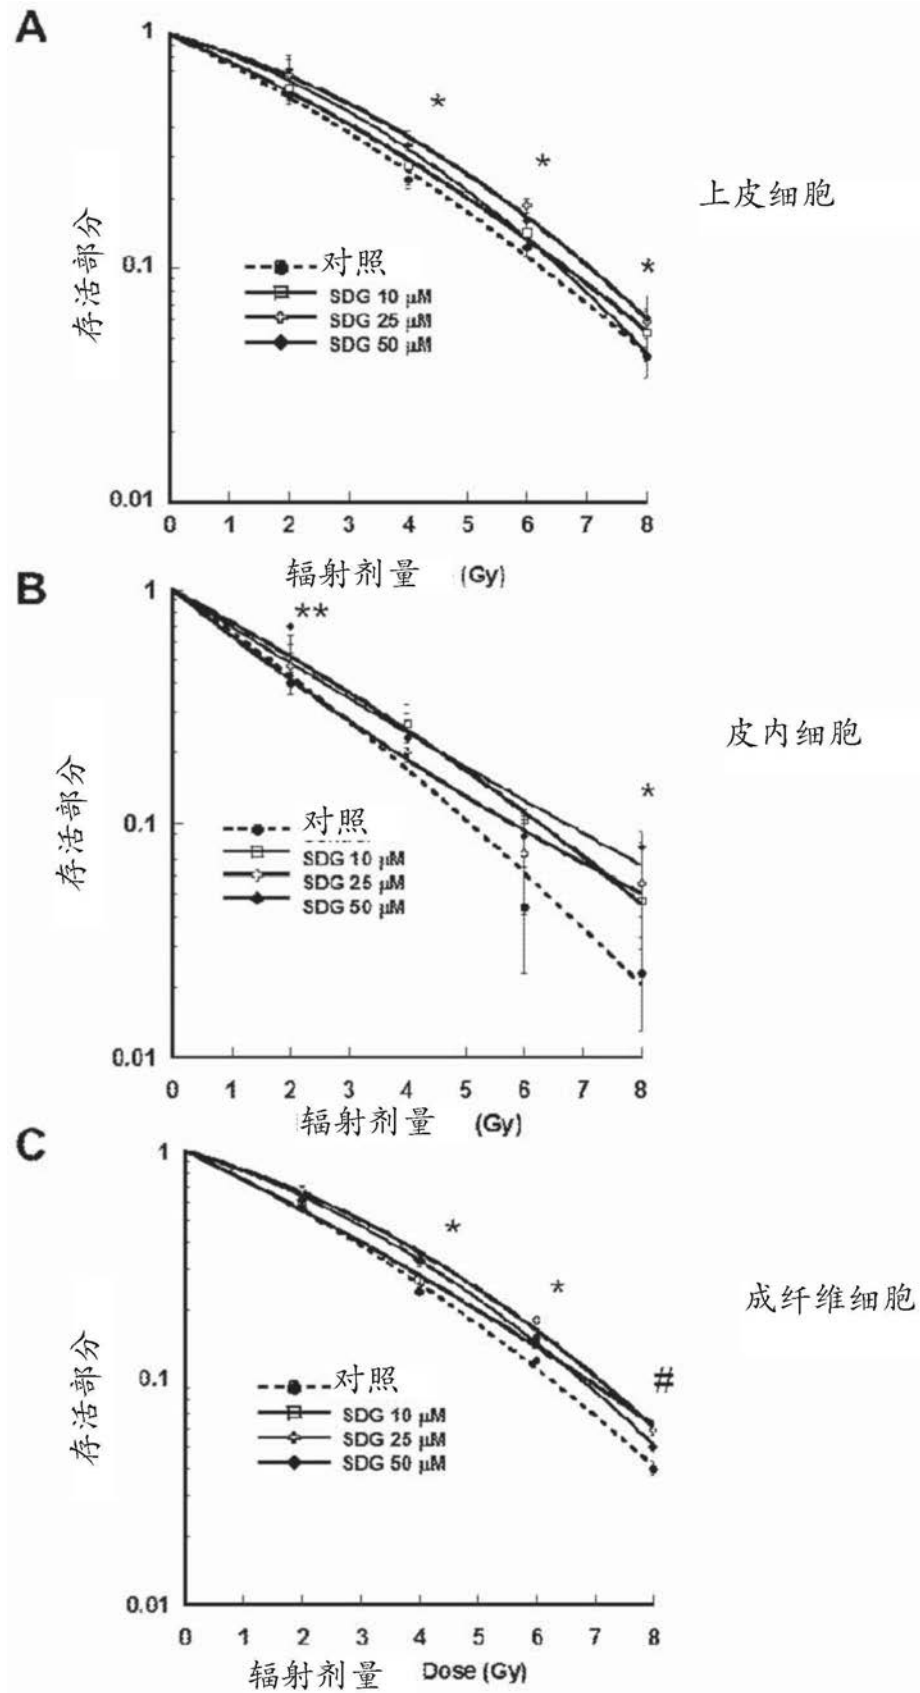 A
1
0.1
0.01
存活部分
对照
SDG 10 μM
SDG 25 μM
SDG 50 μM
*
*
*
上皮细胞
0 1 2 3 4 5 6 7 8
辐射剂量 (Gy)
B
1
0.1
0.01
存活部分
对照
SDG 10 μM
SDG 25 μM
SDG 50 μM
**
*
皮内细胞
0 1 2 3 4 5 6 7 8
辐射剂量 (Gy)
C
1
0.1
0.01
存活部分
对照
SDG 10 μM
SDG 25 μM
SDG 50 μM
*
*
#
成纤维细胞
0 1 2 3 4 5 6 7 8
辐射剂量 Dose (Gy)